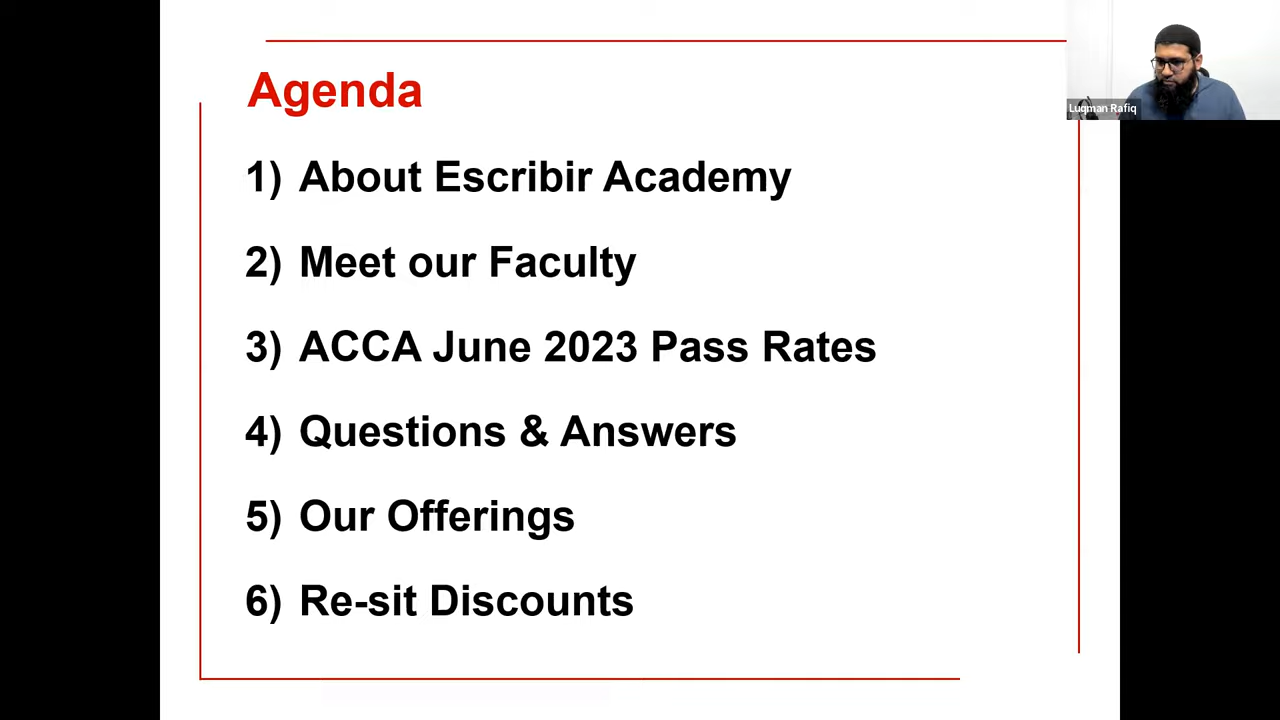 Agenda
1) About Escribir Academy
2) Meet our Faculty
3) ACCA June 2023 Pass Rates
4) Questions & Answers
5) Our Offerings
6) Re-sit Discounts
Luqman Rafiq